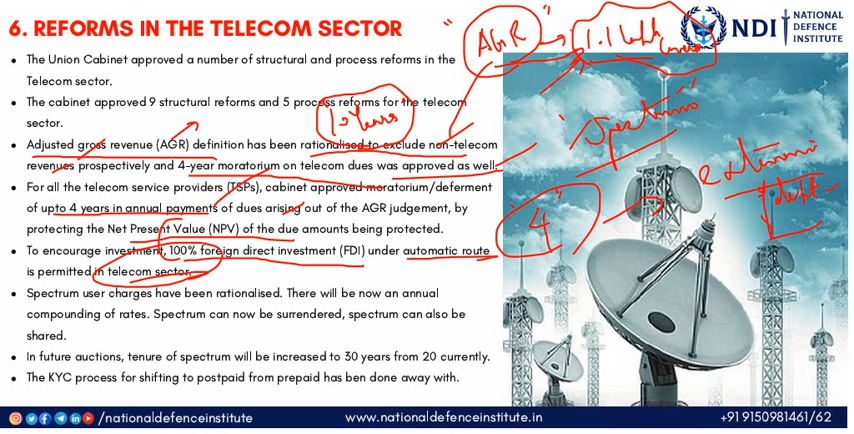 6. REFORMS IN THE TELECOM SECTOR
NDI
NATIONAL
DEFENCE
INSTITUTE
"AGR"
10 Years
"Spectrum"
"4"
• The Union Cabinet approved a number of structural and process reforms in the
Telecom sector.
• The cabinet approved 9 structural reforms and 5 process reforms for the telecom
sector.
• Adjusted gross revenue (AGR) definition has been rationalised to exclude non-telecom
revenues prospectively and 4-year moratorium on telecom dues was approved as well.
• For all the telecom service providers (TSPs), cabinet approved moratorium/deferment
of upto 4 years in annual payments of dues arising out of the AGR judgement, by
protecting the Net Present Value (NPV) of the due amounts being protected.
• To encourage investment, 100% foreign direct investment (FDI) under automatic route
is permitted in telecom sector.
• Spectrum user charges have been rationalised. There will be now an annual
compounding of rates. Spectrum can now be surrendered, spectrum can also be
shared.
• In future auctions, tenure of spectrum will be increased to 30 years from 20 currently.
• The KYC process for shifting to postpaid from prepaid has ben done away with.
/nationaldefenceinstitute
www.nationaldefenceinstitute.in
+91 9150981461/62